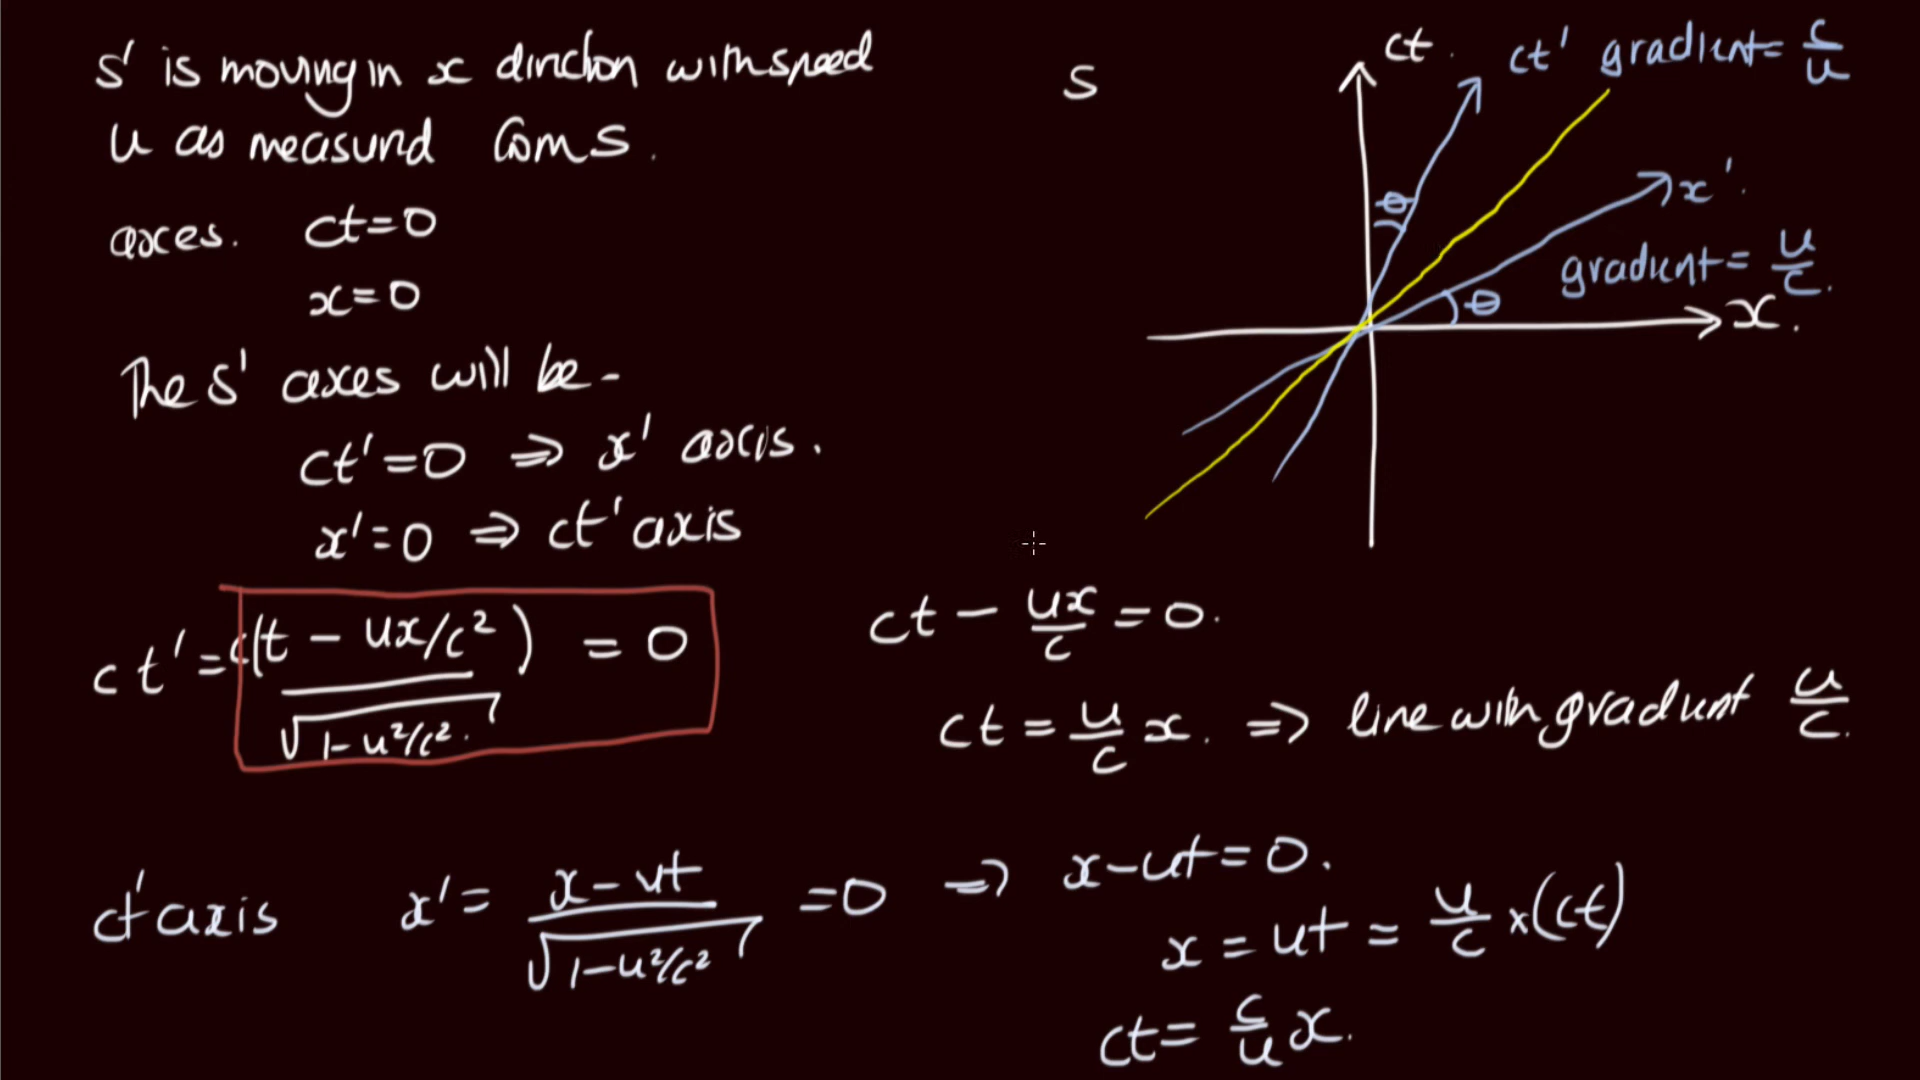 S' is moving in x direction with speed
u as measured from S.
axes. ct=0
x=0
The S' axes will be -
ct'=0 ⇒ x' axis.
x'=0 ⇒ ct' axis
ct' = c(t - ux/c²) / √(1-u²/c²) = 0
S
ct.
ct' gradient = c/u
θ
x'.
gradient = u/c.
θ
x.
ct - ux/c = 0.
ct = u/c x. ⇒ line with gradient u/c.
ct' axis x' = (x-ut) / √(1-u²/c²) = 0 ⇒ x-ut=0.
x = ut = u/c ×(ct)
ct = c/u x.